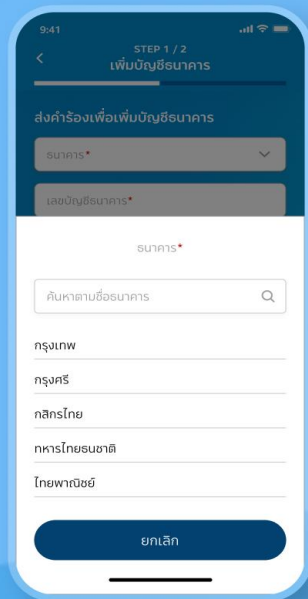 9:41
STEP 1 / 2
เพิ่มบัญชีธนาคาร
ส่งคำร้องเพื่อเพิ่มบัญชีธนาคาร
ธนาคาร*
เลขบัญชีธนาคาร*
ธนาคาร*
ค้นหาตามชื่อธนาคาร
กรุงเทพ
กรุงศรี
กสิกรไทย
ทหารไทยธนชาติ
ไทยพาณิชย์
ยกเลิก